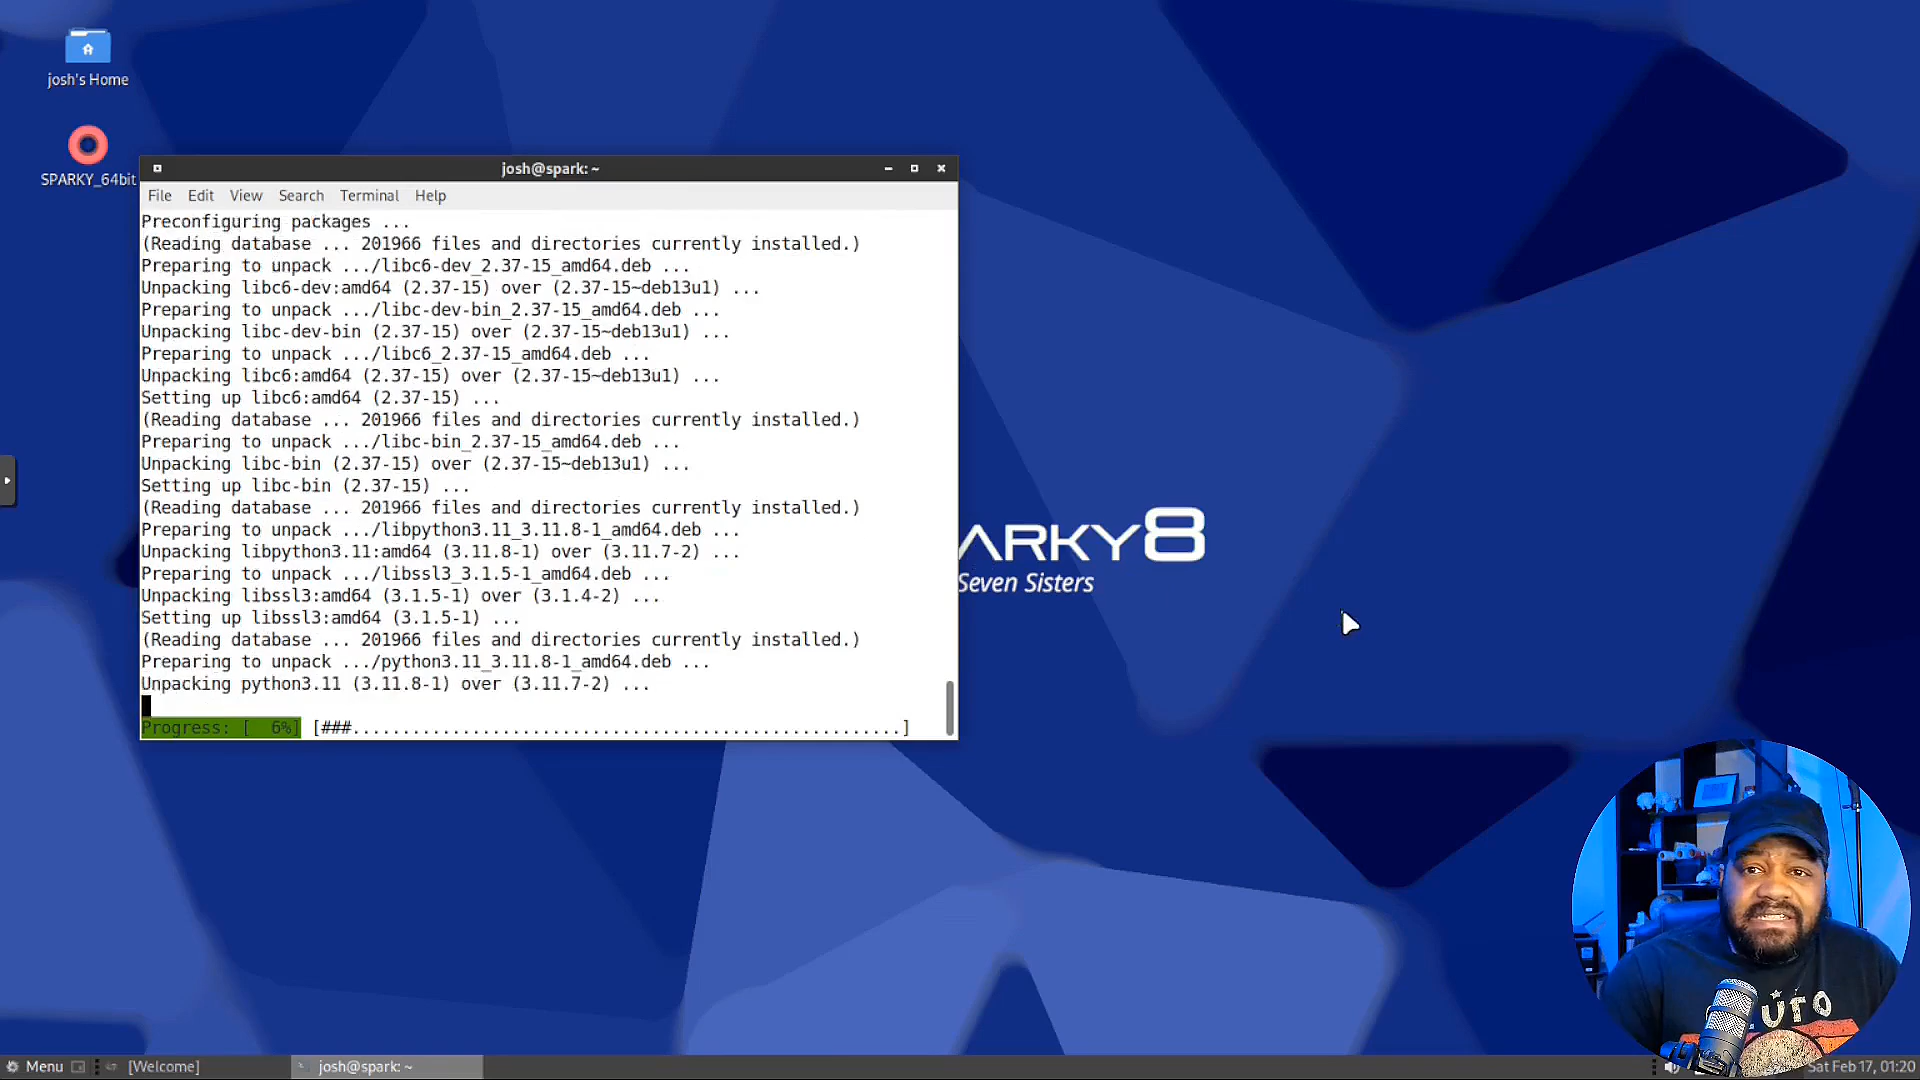 josh's Home
SPARKY_64bit
josh@spark: ~
File Edit View Search Terminal Help
Preconfiguring packages ...
(Reading database ... 201966 files and directories currently installed.)
Preparing to unpack .../libc6-dev_2.37-15_amd64.deb ...
Unpacking libc6-dev:amd64 (2.37-15) over (2.37-15~deb13u1) ...
Preparing to unpack .../libc-dev-bin_2.37-15_amd64.deb ...
Unpacking libc-dev-bin (2.37-15) over (2.37-15~deb13u1) ...
Preparing to unpack .../libc6_2.37-15_amd64.deb ...
Unpacking libc6:amd64 (2.37-15) over (2.37-15~deb13u1) ...
Setting up libc6:amd64 (2.37-15) ...
(Reading database ... 201966 files and directories currently installed.)
Preparing to unpack .../libc-bin_2.37-15_amd64.deb ...
Unpacking libc-bin (2.37-15) over (2.37-15~deb13u1) ...
Setting up libc-bin (2.37-15) ...
(Reading database ... 201966 files and directories currently installed.)
Preparing to unpack .../libpython3.11_3.11.8-1_amd64.deb ...
Unpacking libpython3.11:amd64 (3.11.8-1) over (3.11.7-2) ...
Preparing to unpack .../libssl3_3.1.5-1_amd64.deb ...
Unpacking libssl3:amd64 (3.1.5-1) over (3.1.4-2) ...
Setting up libssl3:amd64 (3.1.5-1) ...
(Reading database ... 201966 files and directories currently installed.)
Preparing to unpack .../python3.11_3.11.8-1_amd64.deb ...
Unpacking python3.11 (3.11.8-1) over (3.11.7-2) ...
Progress: [  6%] [###.......................................................]
ARKY8
Seven Sisters
Menu [Welcome] josh@spark: ~ Sat Feb 17, 01:20